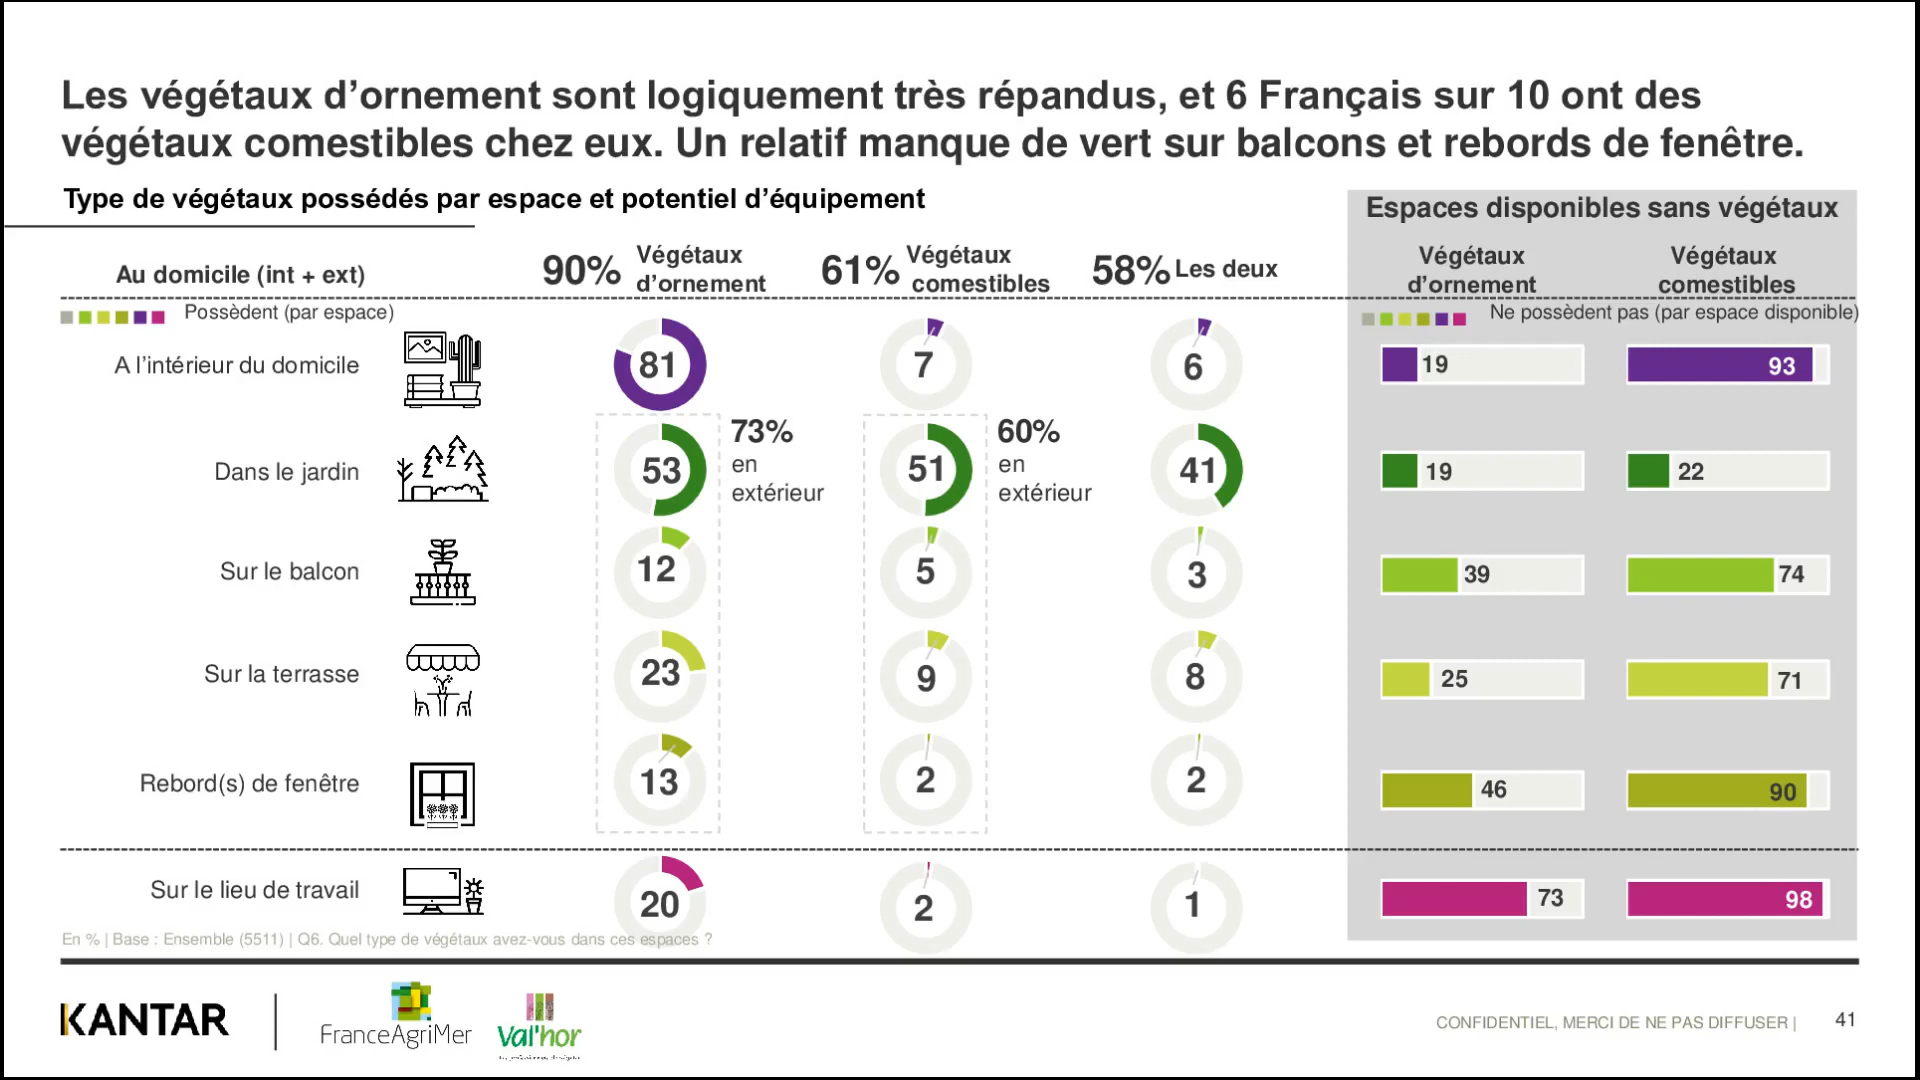 Les végétaux d’ornement sont logiquement très répandus, et 6 Français sur 10 ont des
végétaux comestibles chez eux. Un relatif manque de vert sur balcons et rebords de fenêtre.
Type de végétaux possédés par espace et potentiel d’équipement
Espaces disponibles sans végétaux
Au domicile (int + ext)
90% Végétaux d’ornement
61% Végétaux comestibles
58% Les deux
Végétaux d’ornement
Végétaux comestibles
Possèdent (par espace)
Ne possèdent pas (par espace disponible)
A l’intérieur du domicile 81 7 6 19 93
Dans le jardin 53 51 41 19 22
73% en extérieur
60% en extérieur
Sur le balcon 12 5 3 39 74
Sur la terrasse 23 9 8 25 71
Rebord(s) de fenêtre 13 2 2 46 90
Sur le lieu de travail 20 2 1 73 98
En % | Base : Ensemble (5511) | Q6. Quel type de végétaux avez-vous dans ces espaces ?
KANTAR
FranceAgriMer
Val'hor
CONFIDENTIEL, MERCI DE NE PAS DIFFUSER |
41